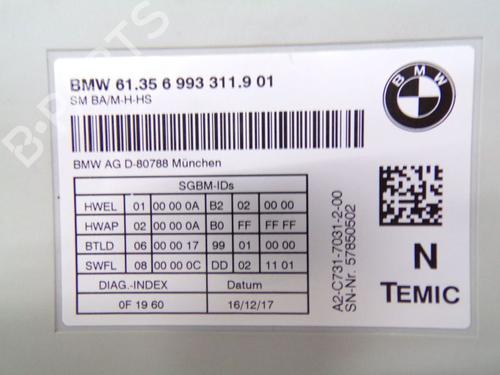 BMW 61.35 6 993 311.9 01
SM BA/M-H-HS
BMW
BMW AG D-80788 München
SGBM-IDs
HWEL 01 00 00 0A B2 02 00 00
HWAP 02 00 00 0A B0 FF FF FF
BTLD 06 00 00 17 99 01 00 00
SWFL 08 00 00 0C DD 02 11 01
DIAG.-INDEX Datum
0F 19 60 16/12/17
A2-C731-7031-2-00
SN-Nr. 57850502
N
TEMIC
B-PARTS